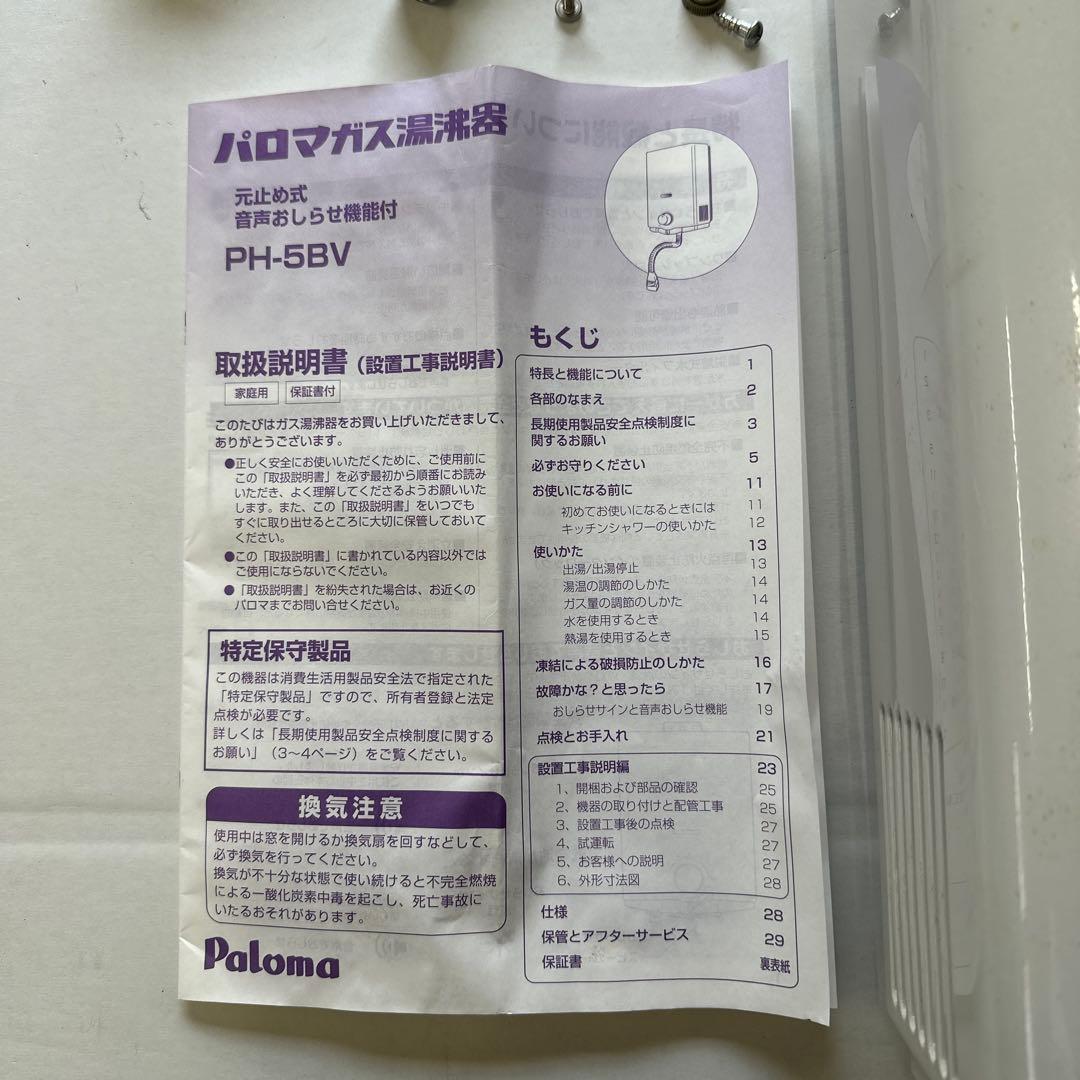 パロマガス湯沸器
元止め式
音声おしらせ機能付
PH-5BV
取扱説明書（設置工事説明書）
家庭用 保証書付
このたびはガス湯沸器をお買い上げいただきまして、
ありがとうございます。
●正しく安全にお使いいただくために、ご使用前に
この「取扱説明書」を必ず最初から順番にお読み
いただき、よく理解してくださるようお願いいた
します。また、この「取扱説明書」をいつでも
すぐに取り出せるところに大切に保管しておいて
ください。
●この「取扱説明書」に書かれている内容以外では
ご使用にならないでください。
●「取扱説明書」を紛失された場合は、お近くの
パロマまでお問い合せください。
特定保守製品
この機器は消費生活用製品安全法で指定された
「特定保守製品」ですので、所有者登録と法定
点検が必要です。
詳しくは「長期使用製品安全点検制度に関する
お願い」（3〜4ページ）をご覧ください。
換気注意
使用中は窓を開けるか換気扇を回すなどして、
必ず換気を行ってください。
換気が不十分な状態で使い続けると不完全燃焼
による一酸化炭素中毒を起こし、死亡事故に
いたるおそれがあります。
Paloma
もくじ
特長と機能について 1
各部のなまえ 2
長期使用製品安全点検制度に 3
関するお願い
必ずお守りください 5
お使いになる前に 11
初めてお使いになるときには 11
キッチンシャワーの使いかた 12
使いかた 13
出湯/出湯停止 13
湯温の調節のしかた 14
ガス量の調節のしかた 14
水を使用するとき 14
熱湯を使用するとき 15
凍結による破損防止のしかた 16
故障かな？と思ったら 17
おしらせサインと音声おしらせ機能 19
点検とお手入れ 21
設置工事説明編 23
1、開梱および部品の確認 25
2、機器の取り付けと配管工事 25
3、設置工事後の点検 27
4、試運転 27
5、お客様への説明 27
6、外形寸法図 28
仕様 28
保管とアフターサービス 29
保証書 裏表紙